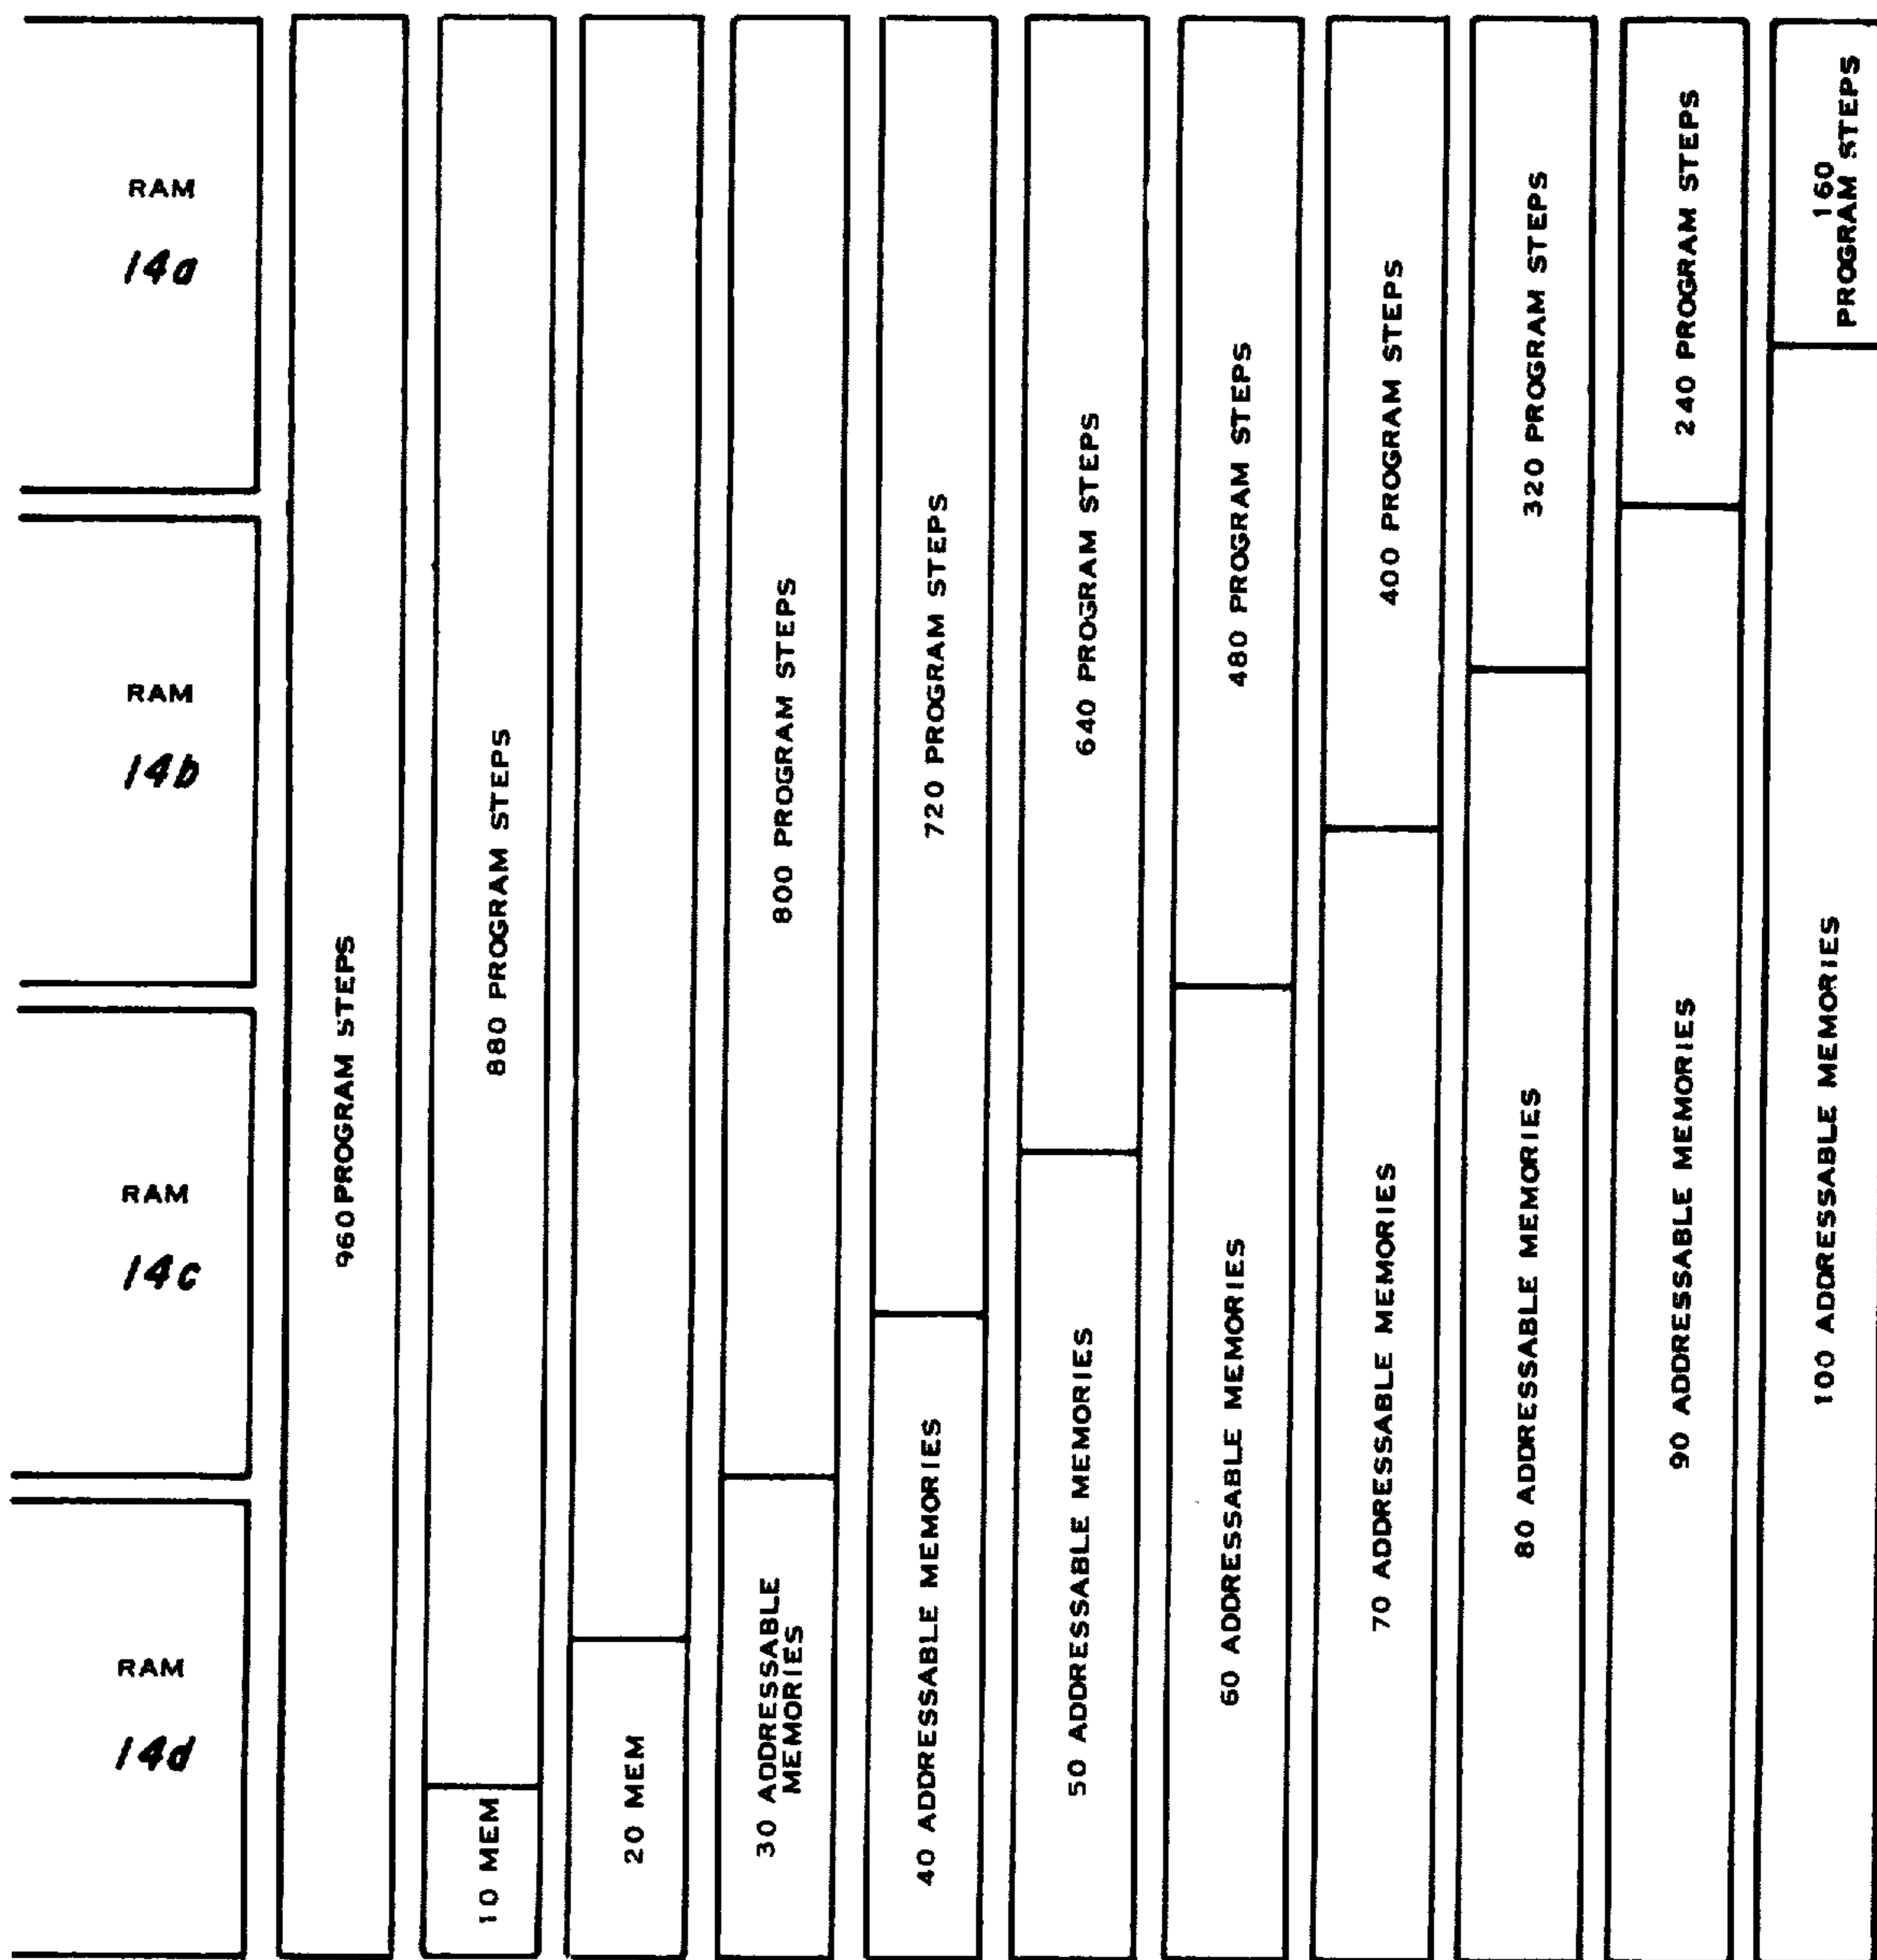 RAM
14a
RAM
14b
RAM
14c
RAM
14d
960 PROGRAM STEPS
880 PROGRAM STEPS
10 MEM
20 MEM
800 PROGRAM STEPS
30 ADDRESSABLE
MEMORIES
720 PROGRAM STEPS
40 ADDRESSABLE MEMORIES
640 PROGRAM STEPS
50 ADDRESSABLE MEMORIES
480 PROGRAM STEPS
60 ADDRESSABLE MEMORIES
400 PROGRAM STEPS
70 ADDRESSABLE MEMORIES
320 PROGRAM STEPS
80 ADDRESSABLE MEMORIES
240 PROGRAM STEPS
90 ADDRESSABLE MEMORIES
160
PROGRAM STEPS
100 ADDRESSABLE MEMORIES